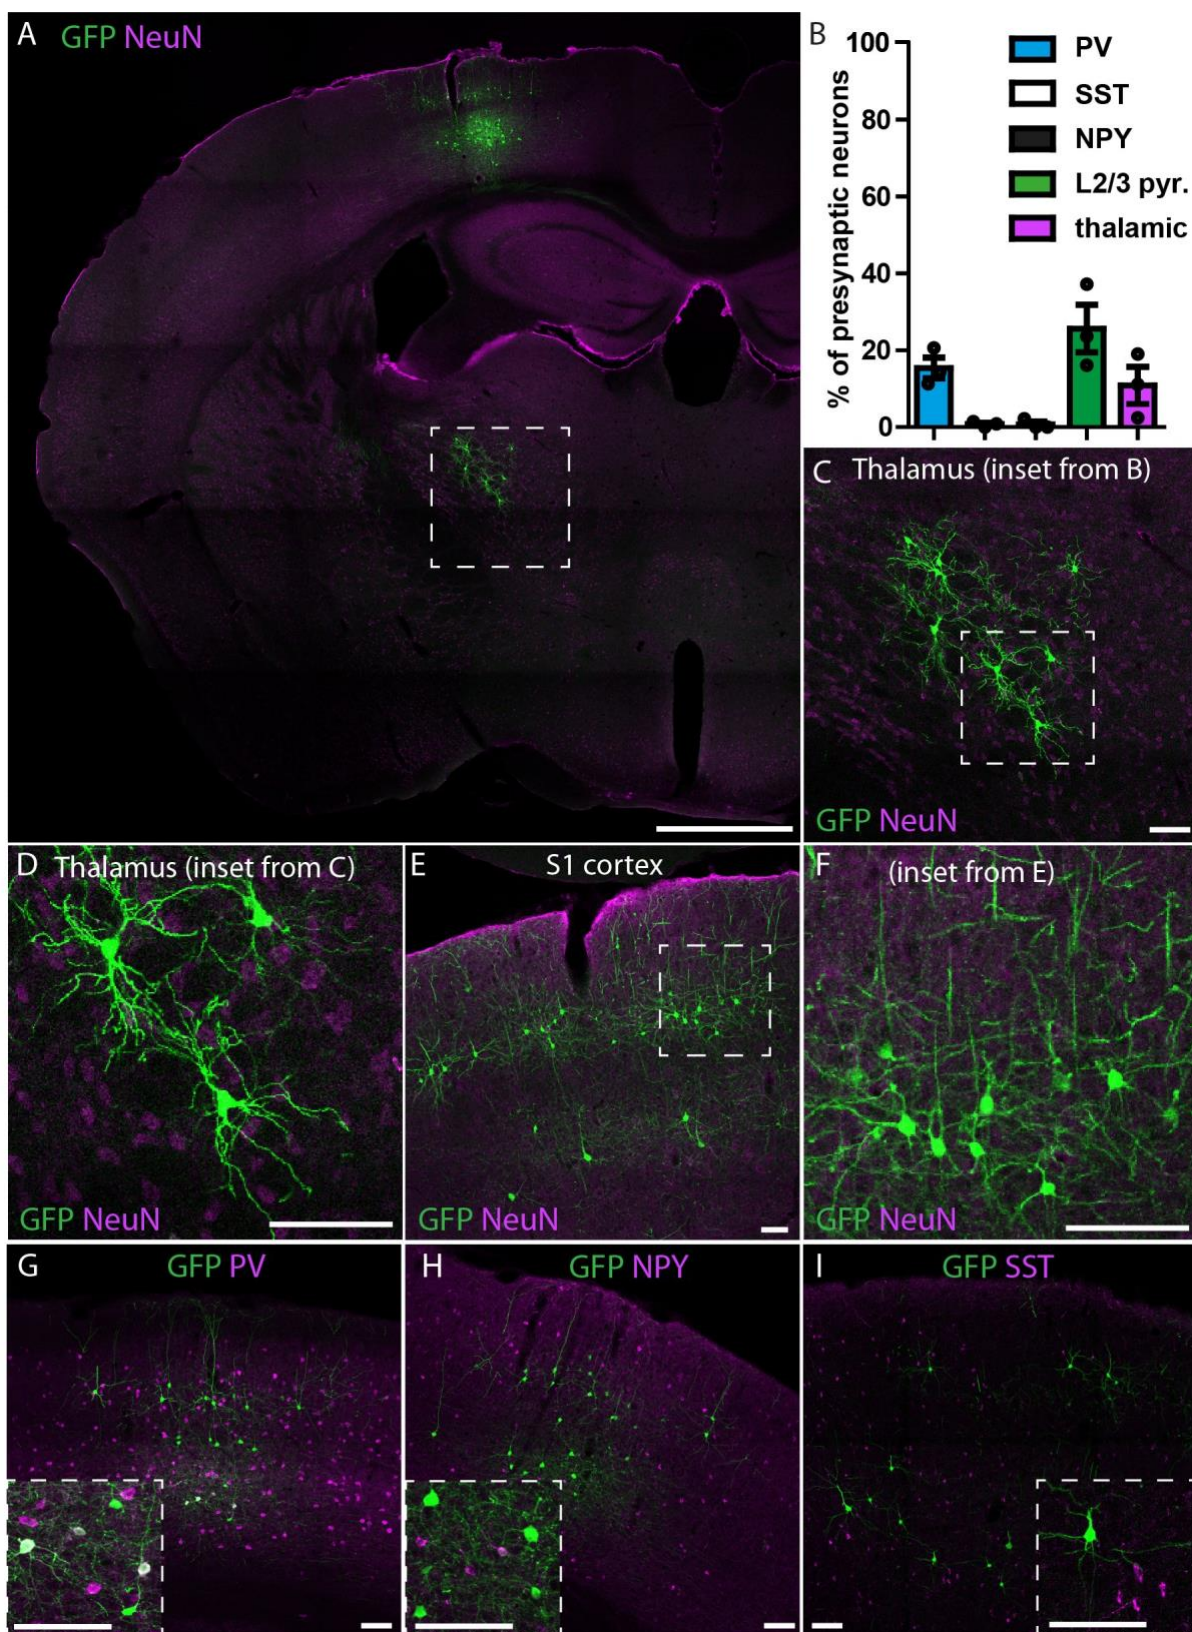 A GFP NeuN
B
100
80
60
40
20
0
% of presynaptic neurons
PV
SST
NPY
L2/3 pyr.
thalamic
C Thalamus (inset from B)
GFP NeuN
D Thalamus (inset from C)
GFP NeuN
E S1 cortex
GFP NeuN
F (inset from E)
GFP NeuN
G GFP PV
H GFP NPY
I GFP SST